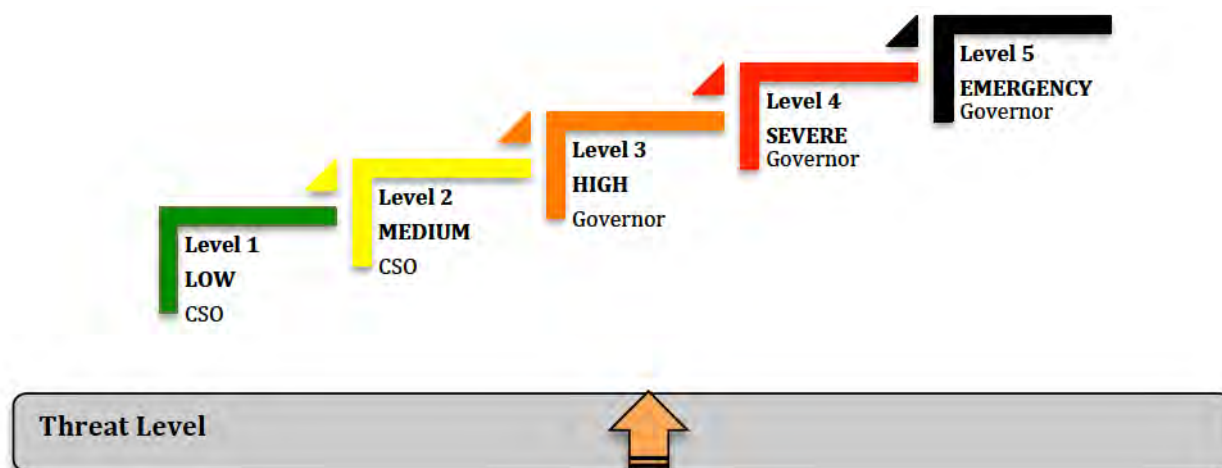 Level 1
LOW
CSO
Level 2
MEDIUM
CSO
Level 3
HIGH
Governor
Level 4
SEVERE
Governor
Level 5
EMERGENCY
Governor
Threat Level